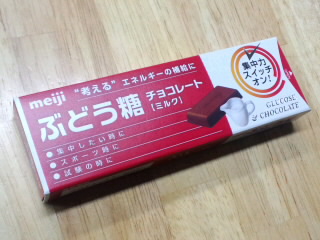 meiji
"考える"エネルギーの補給に
ぶどう糖
チョコレート
[ミルク]
● 集中したい時に
● スポーツ時に
● 試験の時に
集中力
スイッチ
オン!
GLUCOSE
& CHOCOLATE